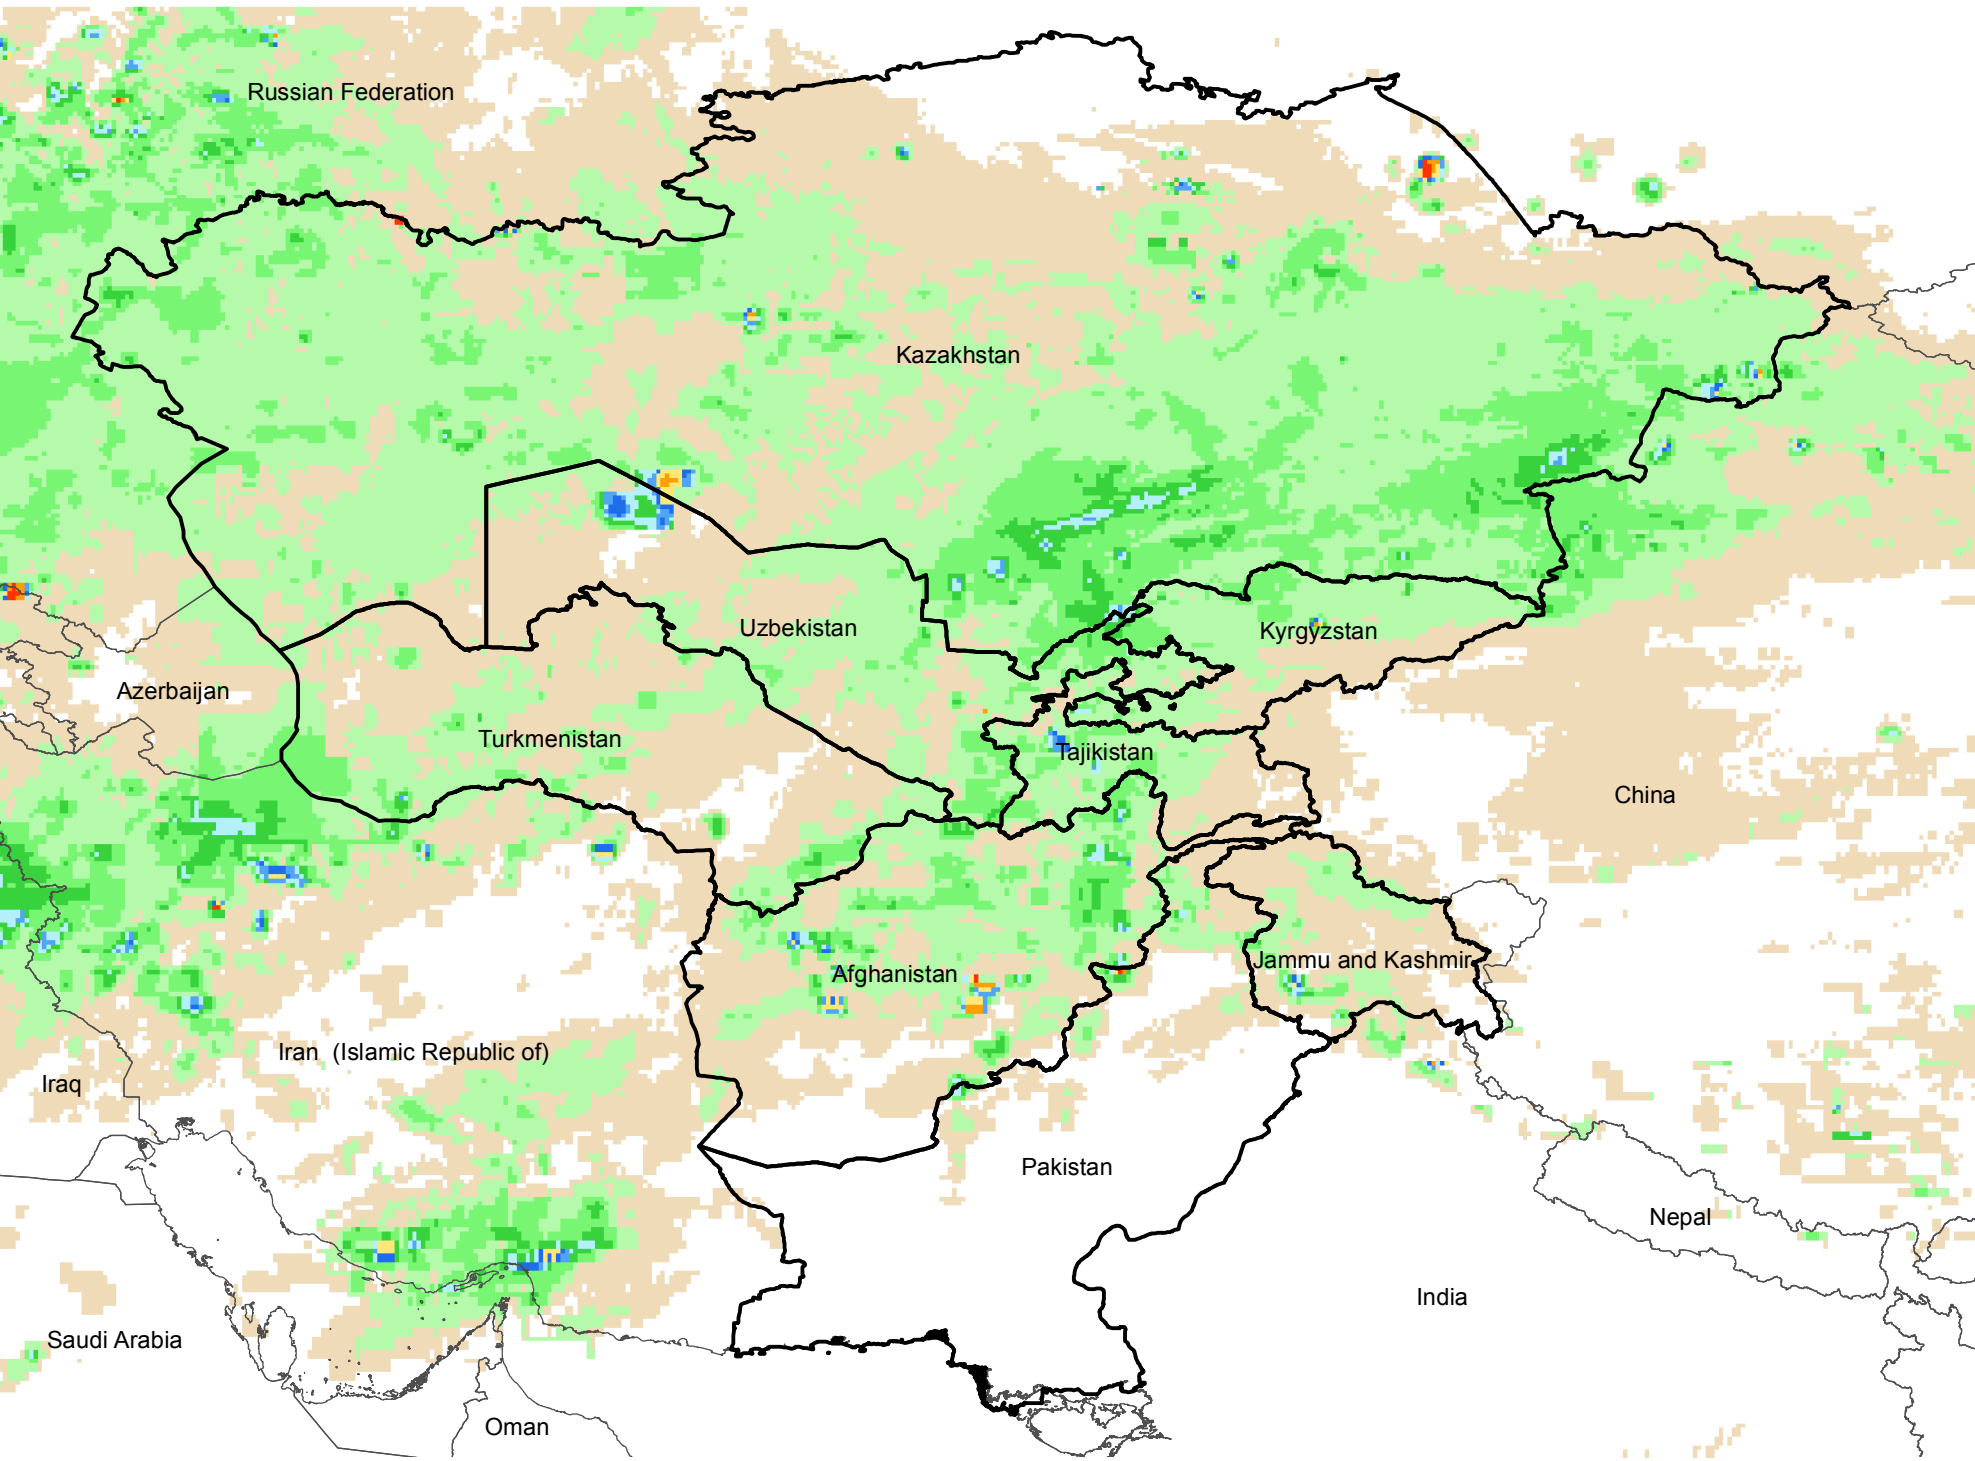 Russian Federation
Kazakhstan
Uzbekistan
Kyrgyzstan
Azerbaijan
Turkmenistan
Tajikistan
China
Jammu and Kashmir
Afghanistan
Iran  (Islamic Republic of)
Iraq
Pakistan
Nepal
India
Saudi Arabia
Oman